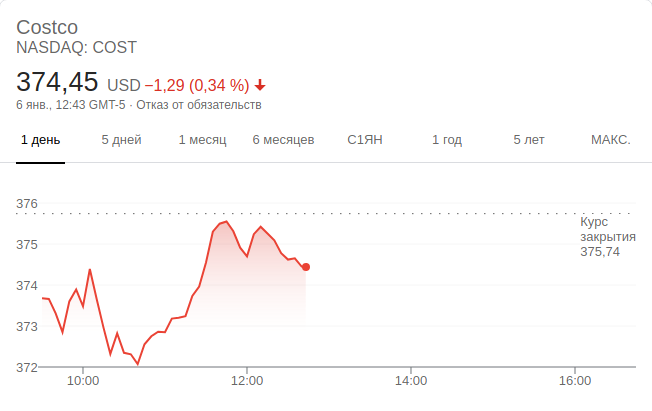 Costco
NASDAQ: COST
374,45 USD −1,29 (0,34 %)
6 янв., 12:43 GMT-5 · Отказ от обязательств
1 день 5 дней 1 месяц 6 месяцев С1ЯН 1 год 5 лет МАКС.
376
Курс
закрытия
375,74
375
374
373
372
10:00 12:00 14:00 16:00